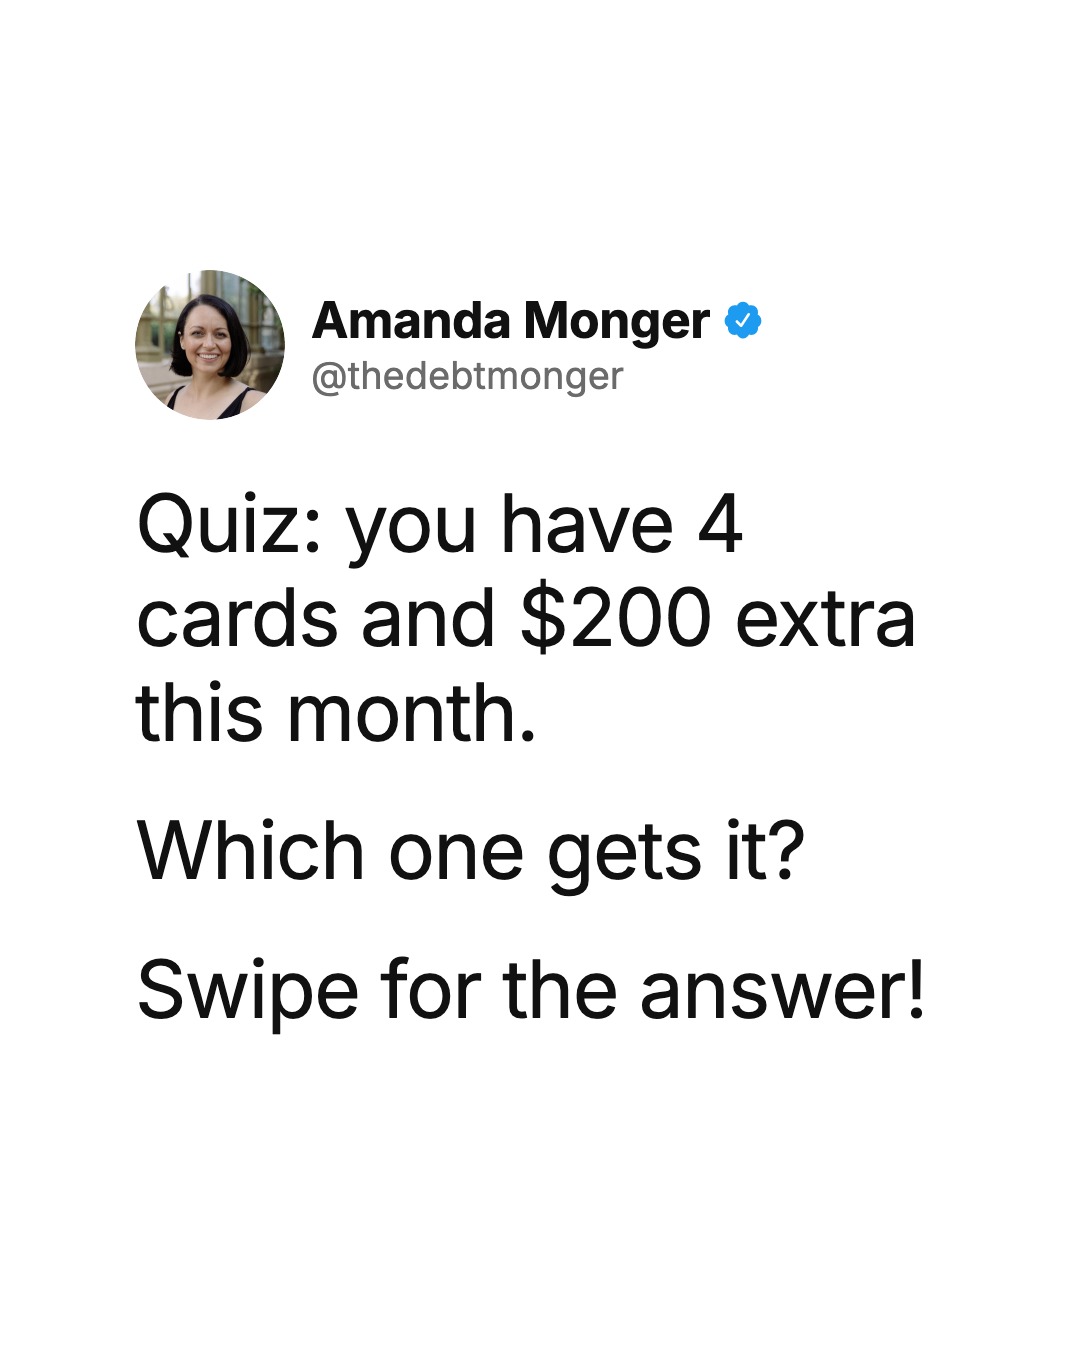 Amanda Monger
@thedebtmonger
Quiz: you have 4
cards and $200 extra
this month.
Which one gets it?
Swipe for the answer!